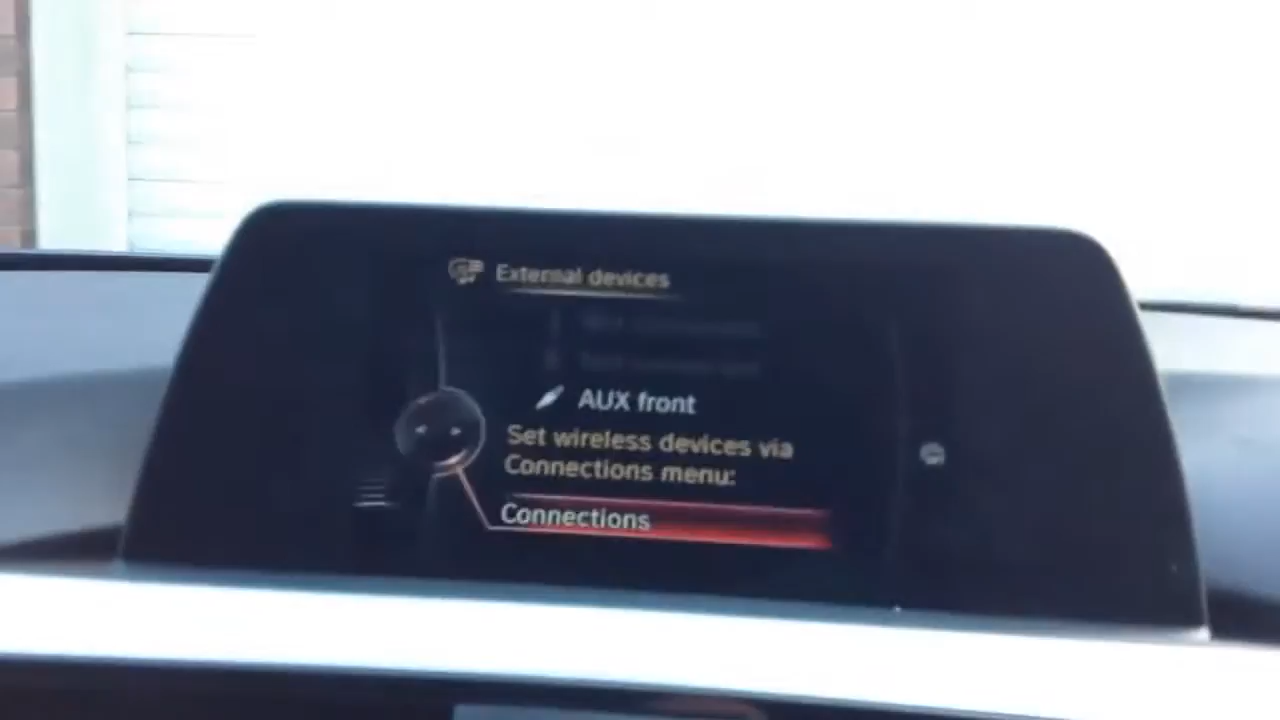 External devices
AUX front
Set wireless devices via
Connections menu:
Connections